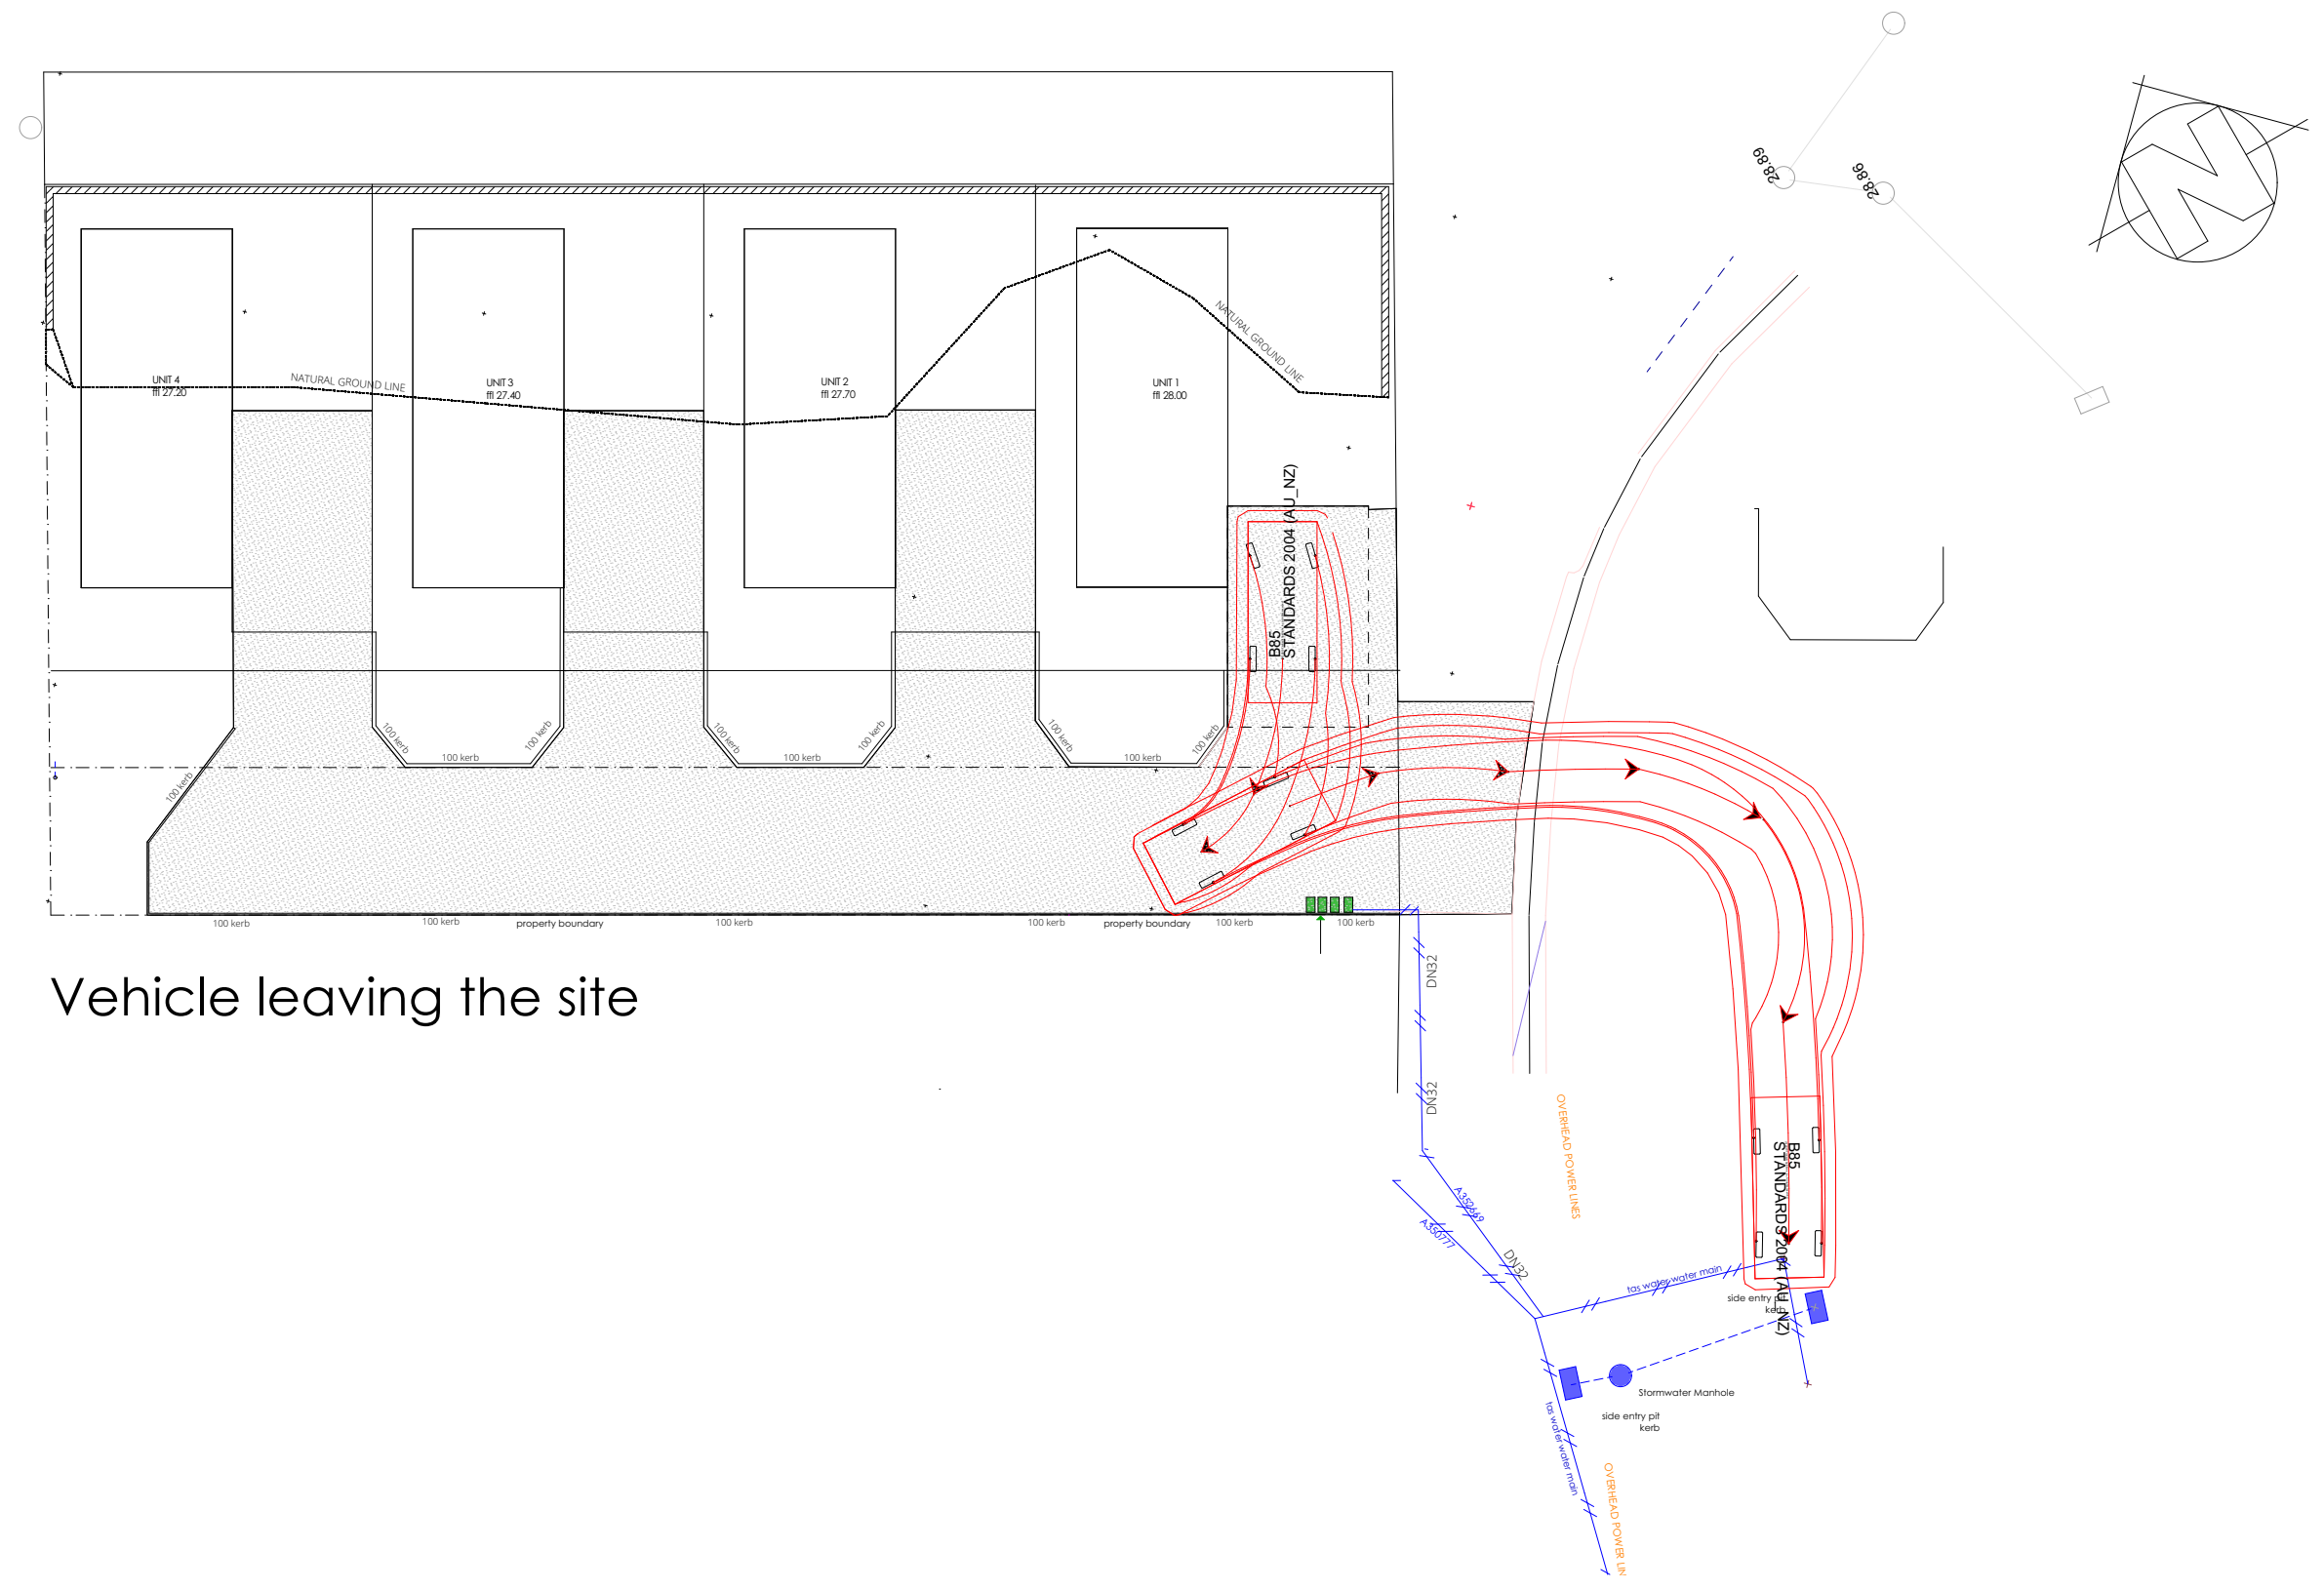 28.89
28.86
N
NATURAL GROUND LINE
UNIT 4
ffl 27.20
NATURAL GROUND LINE
UNIT 3
ffl 27.40
UNIT 2
ffl 27.70
UNIT 1
ffl 28.00
B85
STANDARDS 2004 (AU_NZ)
100 kerb
100 kerb
100 kerb
100 kerb
100 kerb
100 kerb
100 kerb
100 kerb
100 kerb
100 kerb
100 kerb
100 kerb
property boundary
100 kerb
100 kerb
property boundary
100 kerb
100 kerb
Vehicle leaving the site
DN32
DN32
OVERHEAD POWER LINES
B85
STANDARDS 2004 (AU_NZ)
A352669
A350777
DN32
tas water water main
side entry pit
kerb
Stormwater Manhole
side entry pit
kerb
tas water water main
OVERHEAD POWER LIN